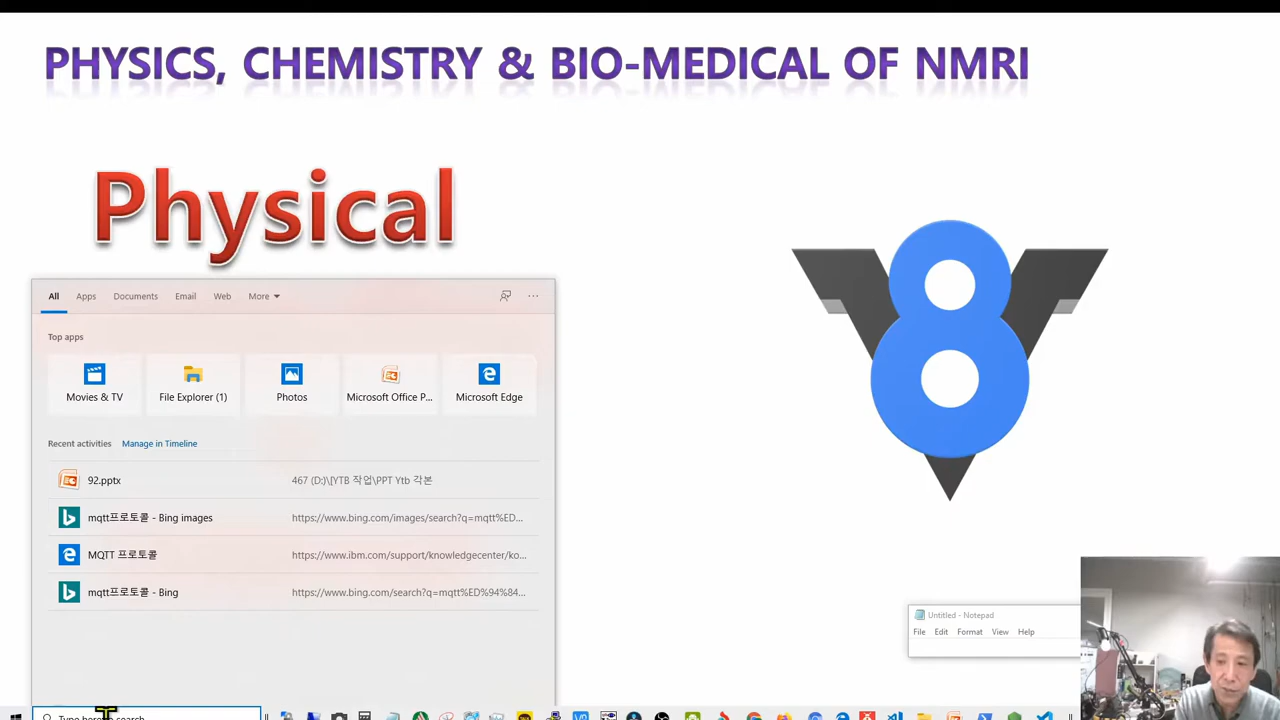 PHYSICS, CHEMISTRY & BIO-MEDICAL OF NMRI
Physical
8
All Apps Documents Email Web More
Top apps
Movies & TV File Explorer (1) Photos Microsoft Office P... Microsoft Edge
Recent activities Manage in Timeline
92.pptx 467 (D:)\[YTB 작업\PPT Ytb 각본
mqtt프로토콜 - Bing images https://www.bing.com/images/search?q=mqtt%ED...
MQTT 프로토콜 https://www.ibm.com/support/knowledgecenter/ko...
mqtt프로토콜 - Bing https://www.bing.com/search?q=mqtt%ED%94%84...
Untitled - Notepad
File Edit Format View Help
Type here to search